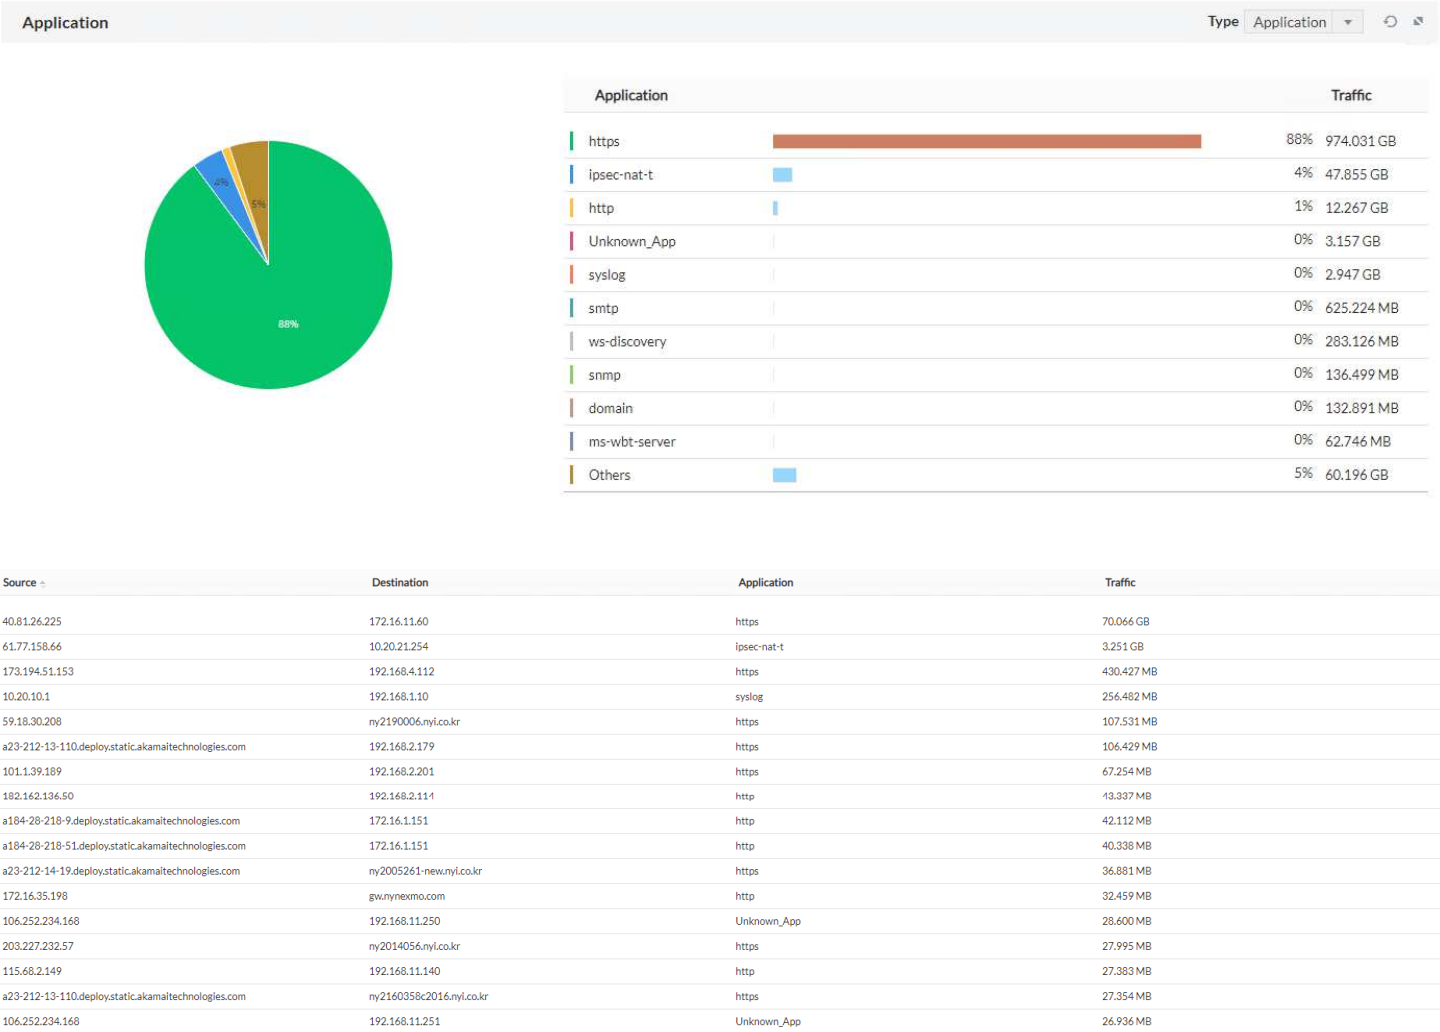 Application Type Application
Application Traffic
https 88% 974.031 GB
ipsec-nat-t 4% 47.855 GB
http 1% 12.267 GB
Unknown_App 0% 3.157 GB
syslog 0% 2.947 GB
smtp 0% 625.224 MB
ws-discovery 0% 283.126 MB
snmp 0% 136.499 MB
domain 0% 132.891 MB
ms-wbt-server 0% 62.746 MB
Others 5% 60.196 GB
4%
5%
88%
Source Destination Application Traffic
40.81.26.225 172.16.11.60 https 70.066 GB
61.77.158.66 10.20.21.254 ipsec-nat-t 3.251 GB
173.194.51.153 192.168.4.112 https 430.427 MB
10.20.10.1 192.168.1.10 syslog 256.482 MB
59.18.30.208 ny2190006.nyi.co.kr https 107.531 MB
a23-212-13-110.deploy.static.akamaitechnologies.com 192.168.2.179 https 106.429 MB
101.1.39.189 192.168.2.201 https 67.254 MB
182.162.136.50 192.168.2.114 http 43.337 MB
a184-28-218-9.deploy.static.akamaitechnologies.com 172.16.1.151 http 42.112 MB
a184-28-218-51.deploy.static.akamaitechnologies.com 172.16.1.151 http 40.338 MB
a23-212-14-19.deploy.static.akamaitechnologies.com ny2005261-new.nyi.co.kr https 36.881 MB
172.16.35.198 gw.nynexmo.com http 32.459 MB
106.252.234.168 192.168.11.250 Unknown_App 28.600 MB
203.227.232.57 ny2014056.nyi.co.kr https 27.995 MB
115.68.2.149 192.168.11.140 http 27.383 MB
a23-212-13-110.deploy.static.akamaitechnologies.com ny2160358c2016.nyi.co.kr https 27.354 MB
106.252.234.168 192.168.11.251 Unknown_App 26.936 MB